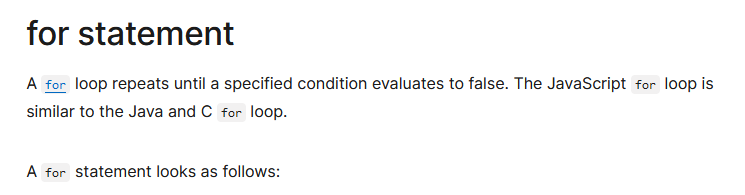 for statement
A for loop repeats until a specified condition evaluates to false. The JavaScript for loop is
similar to the Java and C for loop.
A for statement looks as follows: